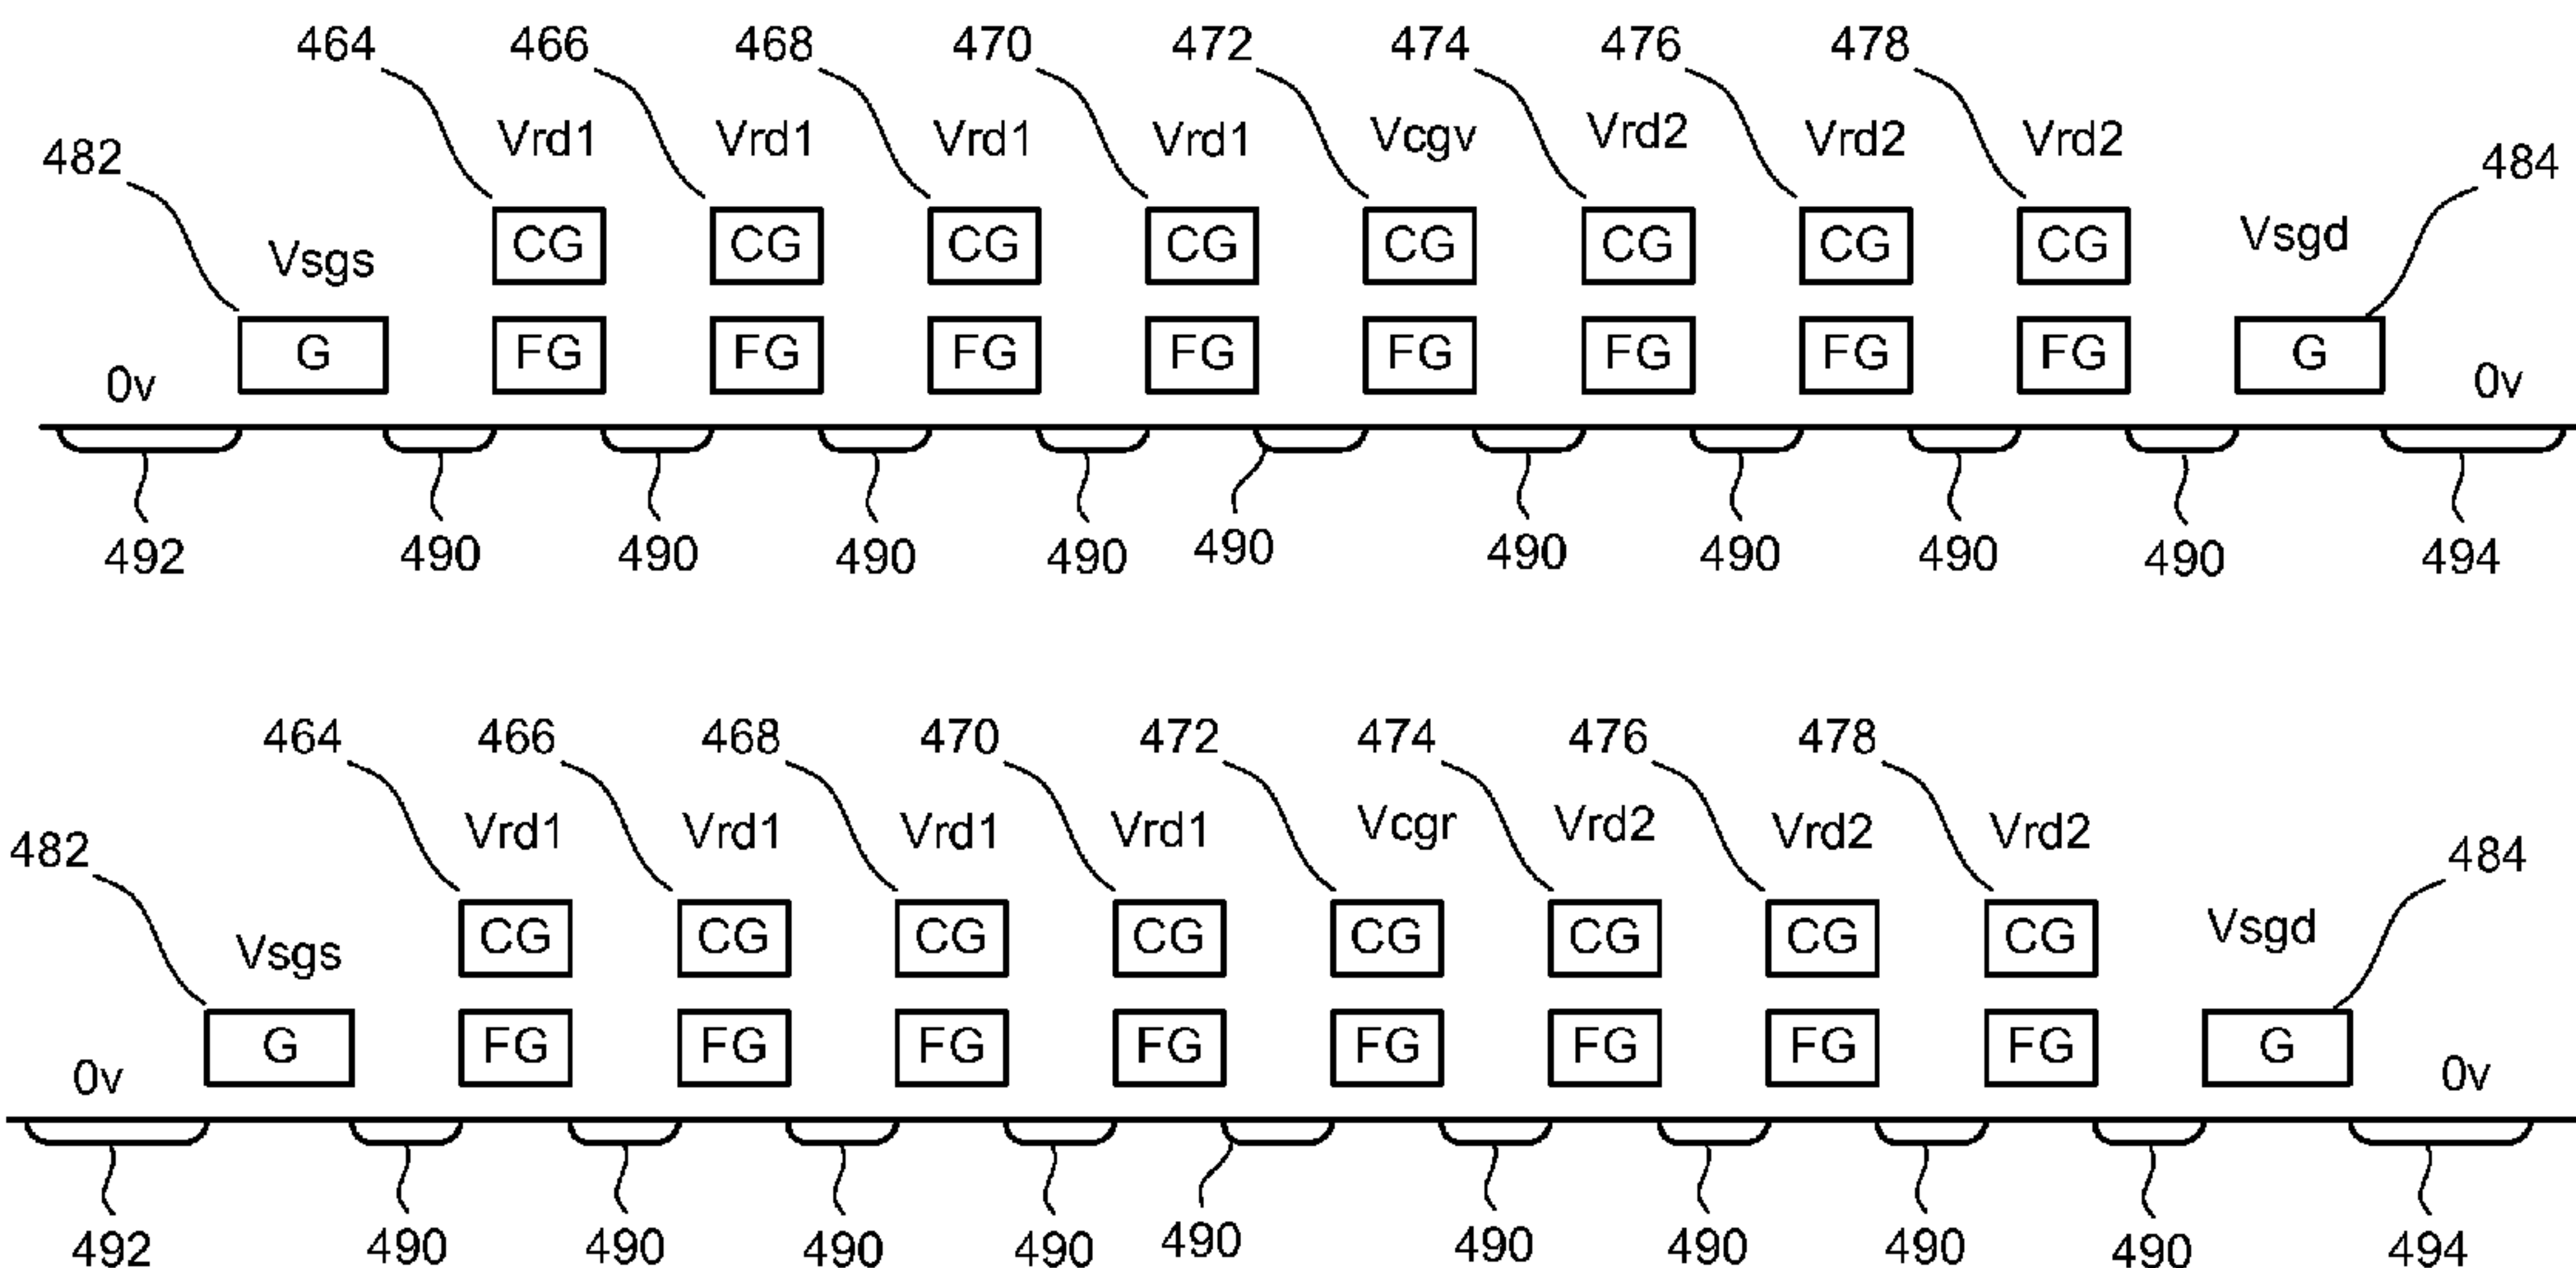 464 466 468 470 472 474 476 478
Vrd1 Vrd1 Vrd1 Vrd1 Vcgv Vrd2 Vrd2 Vrd2
482 484
Vsgs CG CG CG CG CG CG CG CG Vsgd
G FG FG FG FG FG FG FG FG G
0v 0v
492 490 490 490 490 490 490 490 490 490 494
464 466 468 470 472 474 476 478
Vrd1 Vrd1 Vrd1 Vrd1 Vcgr Vrd2 Vrd2 Vrd2
482 484
Vsgs CG CG CG CG CG CG CG CG Vsgd
G FG FG FG FG FG FG FG FG G
0v 0v
492 490 490 490 490 490 490 490 490 490 494